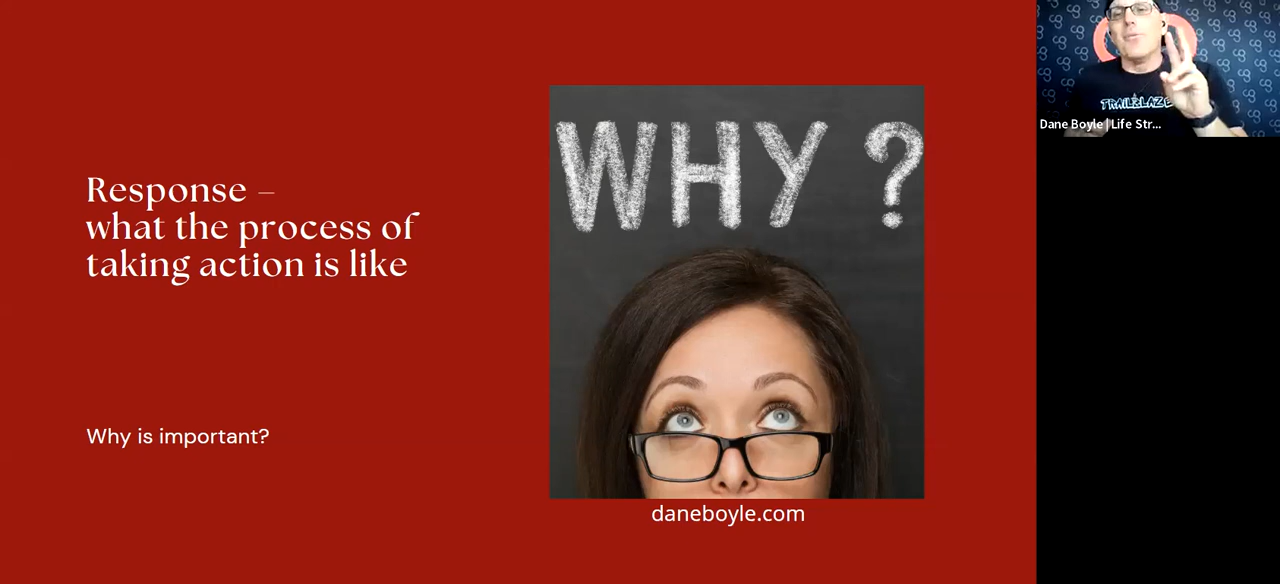 Response –
what the process of
taking action is like
Why is important?
WHY ?
daneboyle.com
TRAILBLAZE
Dane Boyle | Life Str...